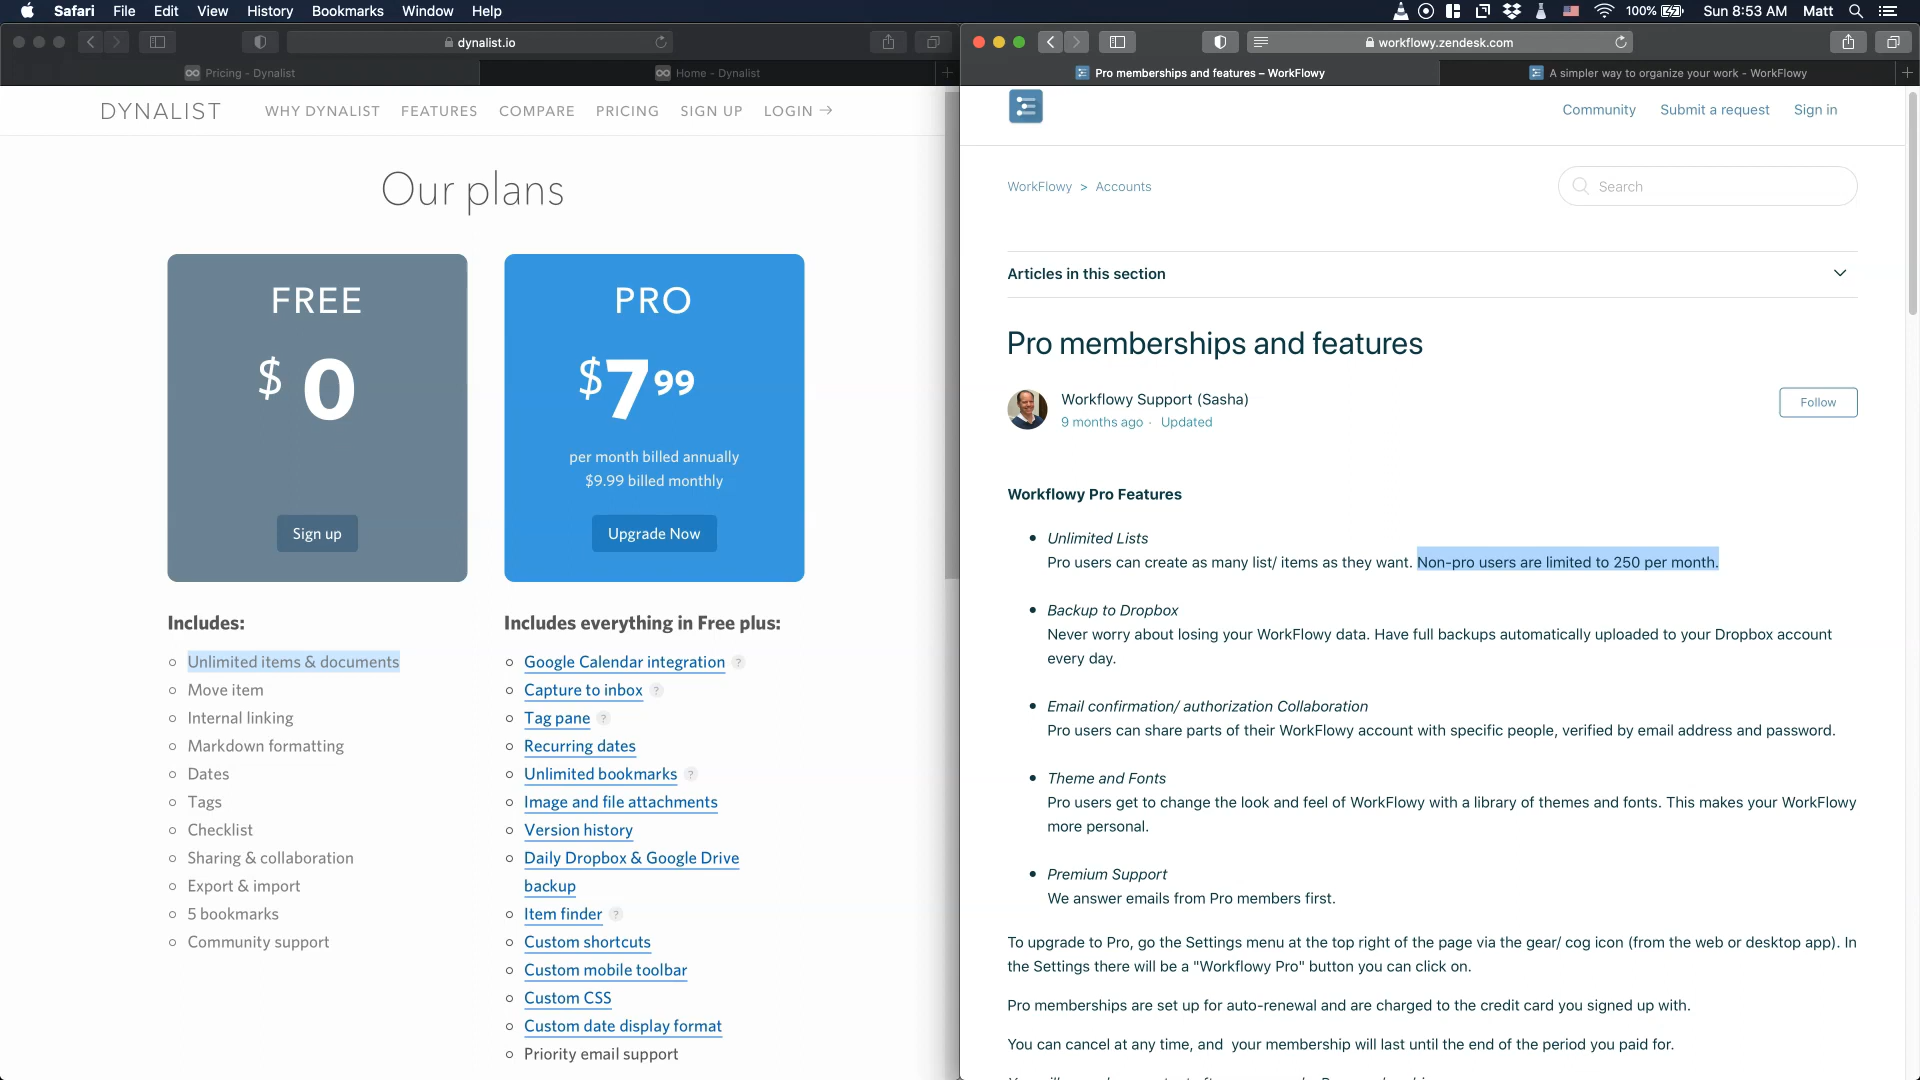 Safari File Edit View History Bookmarks Window Help
100% Sun 8:53 AM Matt
dynalist.io
Pricing - Dynalist
Home - Dynalist
DYNALIST
WHY DYNALIST FEATURES COMPARE PRICING SIGN UP LOGIN →
Our plans
FREE
$0
Sign up
PRO
$7 99
per month billed annually
$9.99 billed monthly
Upgrade Now
Includes:
Unlimited items & documents
Move item
Internal linking
Markdown formatting
Dates
Tags
Checklist
Sharing & collaboration
Export & import
5 bookmarks
Community support
Includes everything in Free plus:
Google Calendar integration ?
Capture to inbox ?
Tag pane ?
Recurring dates
Unlimited bookmarks ?
Image and file attachments
Version history
Daily Dropbox & Google Drive
backup
Item finder ?
Custom shortcuts
Custom mobile toolbar
Custom CSS
Custom date display format
Priority email support
workflowy.zendesk.com
Pro memberships and features – WorkFlowy
A simpler way to organize your work - WorkFlowy
Community Submit a request Sign in
WorkFlowy > Accounts
Search
Articles in this section
Pro memberships and features
Workflowy Support (Sasha)
9 months ago · Updated
Follow
Workflowy Pro Features
Unlimited Lists
Pro users can create as many list/ items as they want. Non-pro users are limited to 250 per month.
Backup to Dropbox
Never worry about losing your WorkFlowy data. Have full backups automatically uploaded to your Dropbox account
every day.
Email confirmation/ authorization Collaboration
Pro users can share parts of their WorkFlowy account with specific people, verified by email address and password.
Theme and Fonts
Pro users get to change the look and feel of WorkFlowy with a library of themes and fonts. This makes your WorkFlowy
more personal.
Premium Support
We answer emails from Pro members first.
To upgrade to Pro, go the Settings menu at the top right of the page via the gear/ cog icon (from the web or desktop app). In
the Settings there will be a "Workflowy Pro" button you can click on.
Pro memberships are set up for auto-renewal and are charged to the credit card you signed up with.
You can cancel at any time, and your membership will last until the end of the period you paid for.